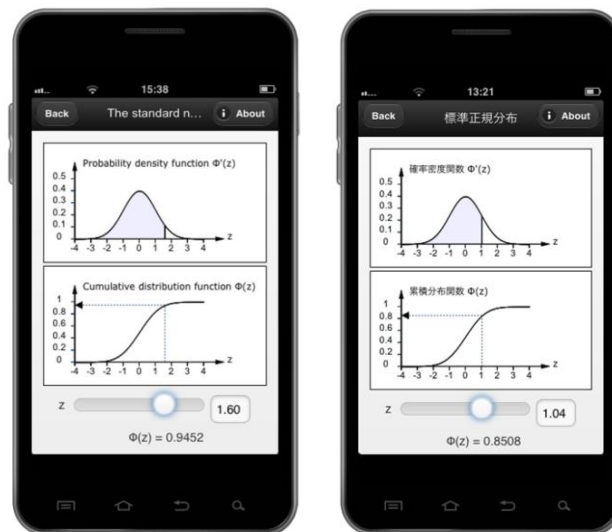 15:38
Back
The standard n...
i About
Probability density function Φ'(z)
0.5
0.4
0.3
0.2
0.1
0
-4 -3 -2 -1 0 1 2 3 4
z
Cumulative distribution function Φ(z)
1
0.8
0.6
0.4
0.2
0
-4 -3 -2 -1 0 1 2 3 4
z
z
1.60
Φ(z) = 0.9452
13:21
Back
標準正規分布
i About
確率密度関数 Φ'(z)
0.5
0.4
0.3
0.2
0.1
0
-4 -3 -2 -1 0 1 2 3 4
z
累積分布関数 Φ(z)
1
0.8
0.6
0.4
0.2
0
-4 -3 -2 -1 0 1 2 3 4
z
z
1.04
Φ(z) = 0.8508